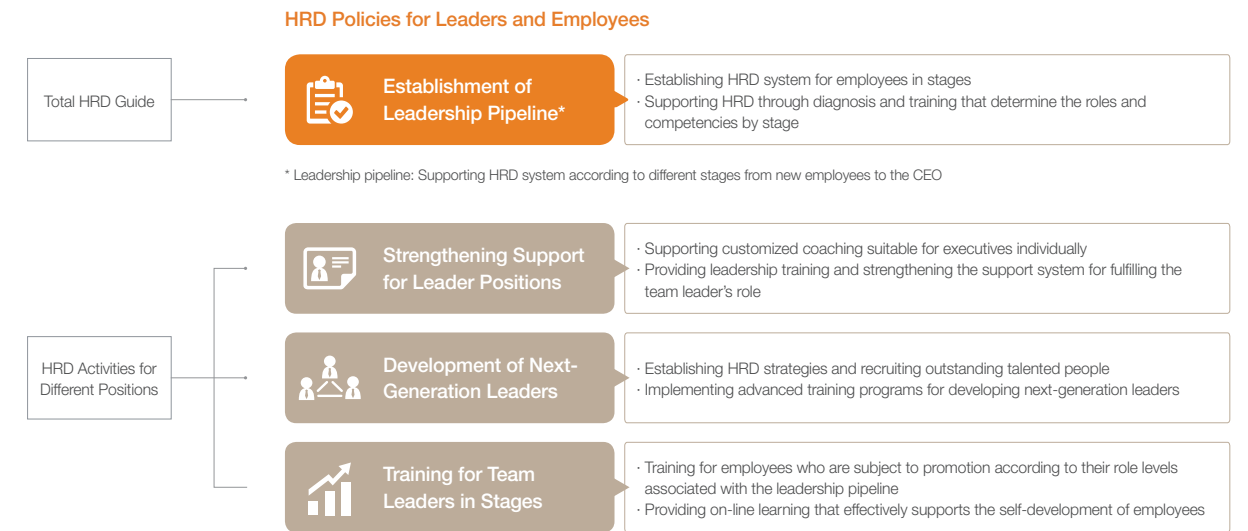 HRD Policies for Leaders and Employees
Total HRD Guide
Establishment of
Leadership Pipeline*
· Establishing HRD system for employees in stages
· Supporting HRD through diagnosis and training that determine the roles and
competencies by stage
* Leadership pipeline: Supporting HRD system according to different stages from new employees to the CEO
HRD Activities for
Different Positions
Strengthening Support
for Leader Positions
· Supporting customized coaching suitable for executives individually
· Providing leadership training and strengthening the support system for fulfilling the
team leader's role
Development of Next-
Generation Leaders
· Establishing HRD strategies and recruiting outstanding talented people
· Implementing advanced training programs for developing next-generation leaders
Training for Team
Leaders in Stages
· Training for employees who are subject to promotion according to their role levels
associated with the leadership pipeline
· Providing on-line learning that effectively supports the self-development of employees